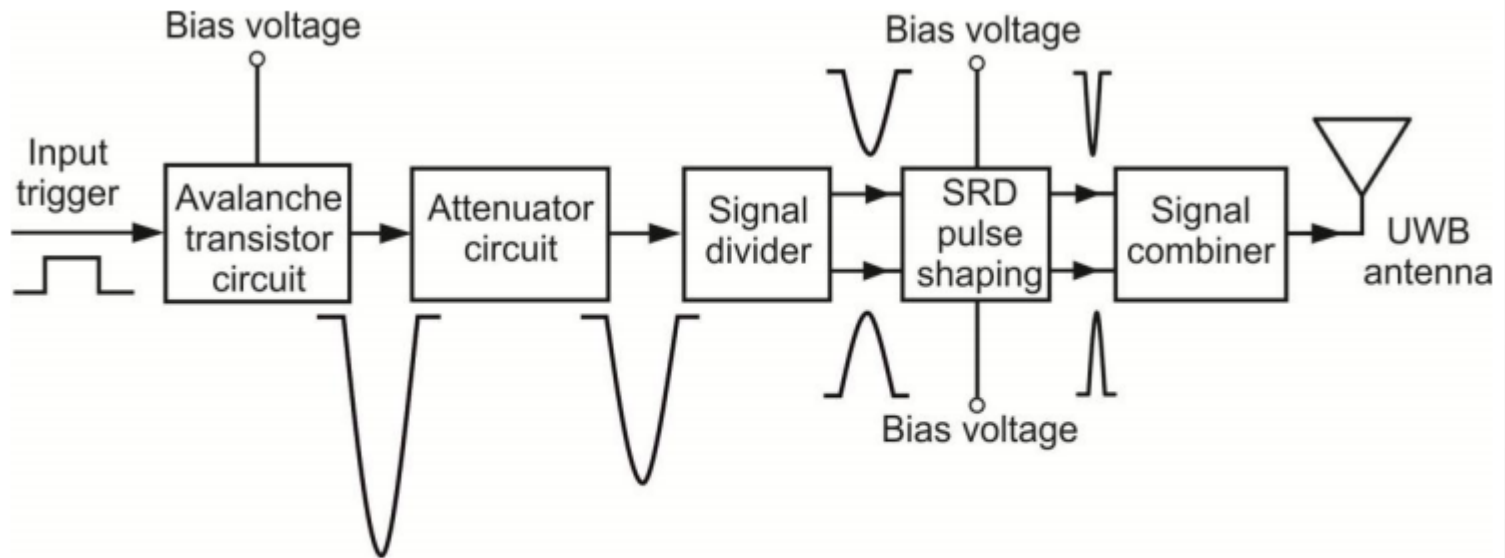 Bias voltage
Bias voltage
Input
trigger
Avalanche
transistor
circuit
Attenuator
circuit
Signal
divider
SRD
pulse
shaping
Signal
combiner
UWB
antenna
Bias voltage